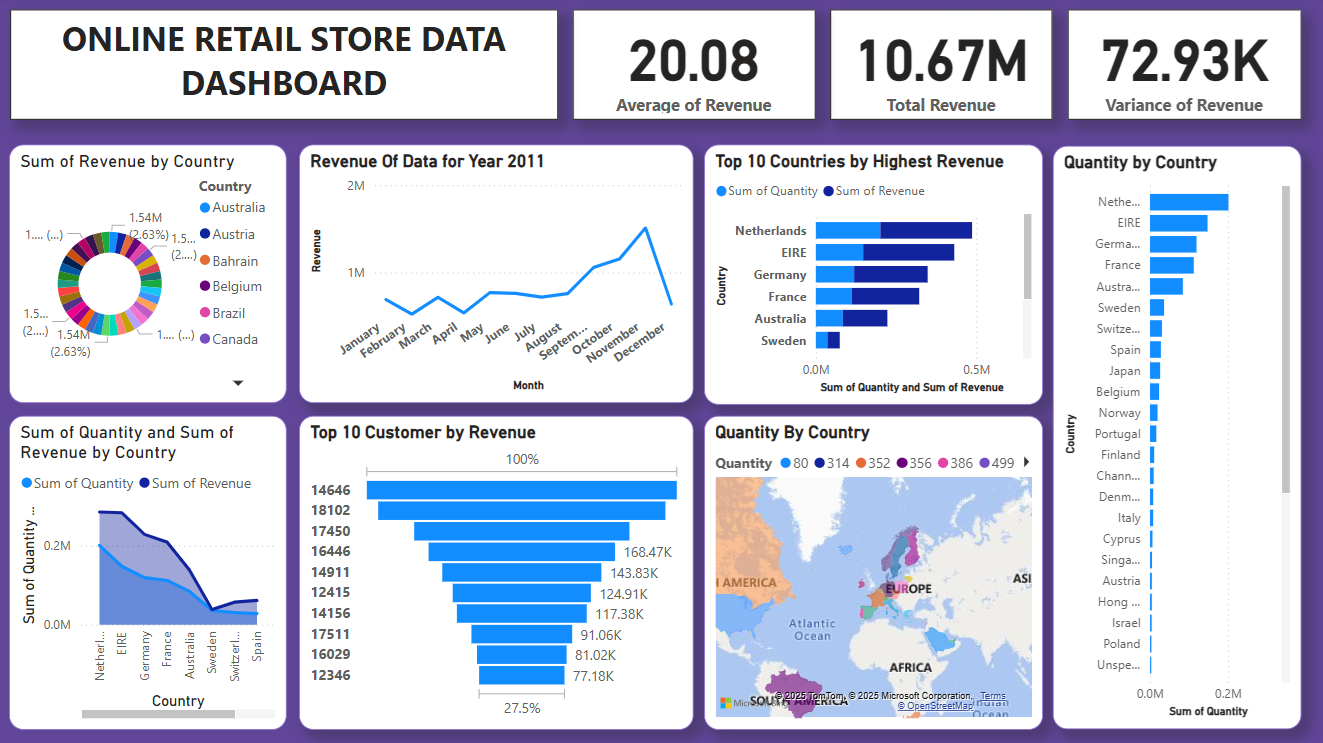 ONLINE RETAIL STORE DATA
DASHBOARD
20.08
Average of Revenue
10.67M
Total Revenue
72.93K
Variance of Revenue
Sum of Revenue by Country
Country
Australia
Austria
Bahrain
Belgium
Brazil
Canada
1.54M
(2.63%)
1.5...
(2....)
1.... (...)
1.54M
(2.63%)
1.5...
(2....)
1.... (...)
Revenue Of Data for Year 2011
Revenue
2M
1M
January
February
March
April
May
June
July
August
Septem...
October
November
December
Month
Top 10 Countries by Highest Revenue
Sum of Quantity
Sum of Revenue
Country
Netherlands
EIRE
Germany
France
Australia
Sweden
0.0M
0.5M
Sum of Quantity and Sum of Revenue
Quantity by Country
Country
Nethe...
EIRE
Germa...
France
Austra...
Sweden
Switze...
Spain
Japan
Belgium
Norway
Portugal
Finland
Chann...
Denm...
Italy
Cyprus
Singa...
Austria
Hong ...
Israel
Poland
Unspe...
0.0M
0.2M
Sum of Quantity
Sum of Quantity and Sum of
Revenue by Country
Sum of Quantity
Sum of Revenue
Sum of Quantity ...
0.2M
0.0M
Netherl...
EIRE
Germany
France
Australia
Sweden
Switzerl...
Spain
Country
Top 10 Customer by Revenue
100%
14646
18102
17450
16446 168.47K
14911 143.83K
12415 124.91K
14156 117.38K
17511 91.06K
16029 81.02K
12346 77.18K
27.5%
Quantity By Country
Quantity 80 314 352 356 386 499
AMERICA
EUROPE
ASI
Atlantic
Ocean
AFRICA
SOUTH AMERICA
Indian
Ocean
© 2025 TomTom, © 2025 Microsoft Corporation, Terms
© OpenStreetMap